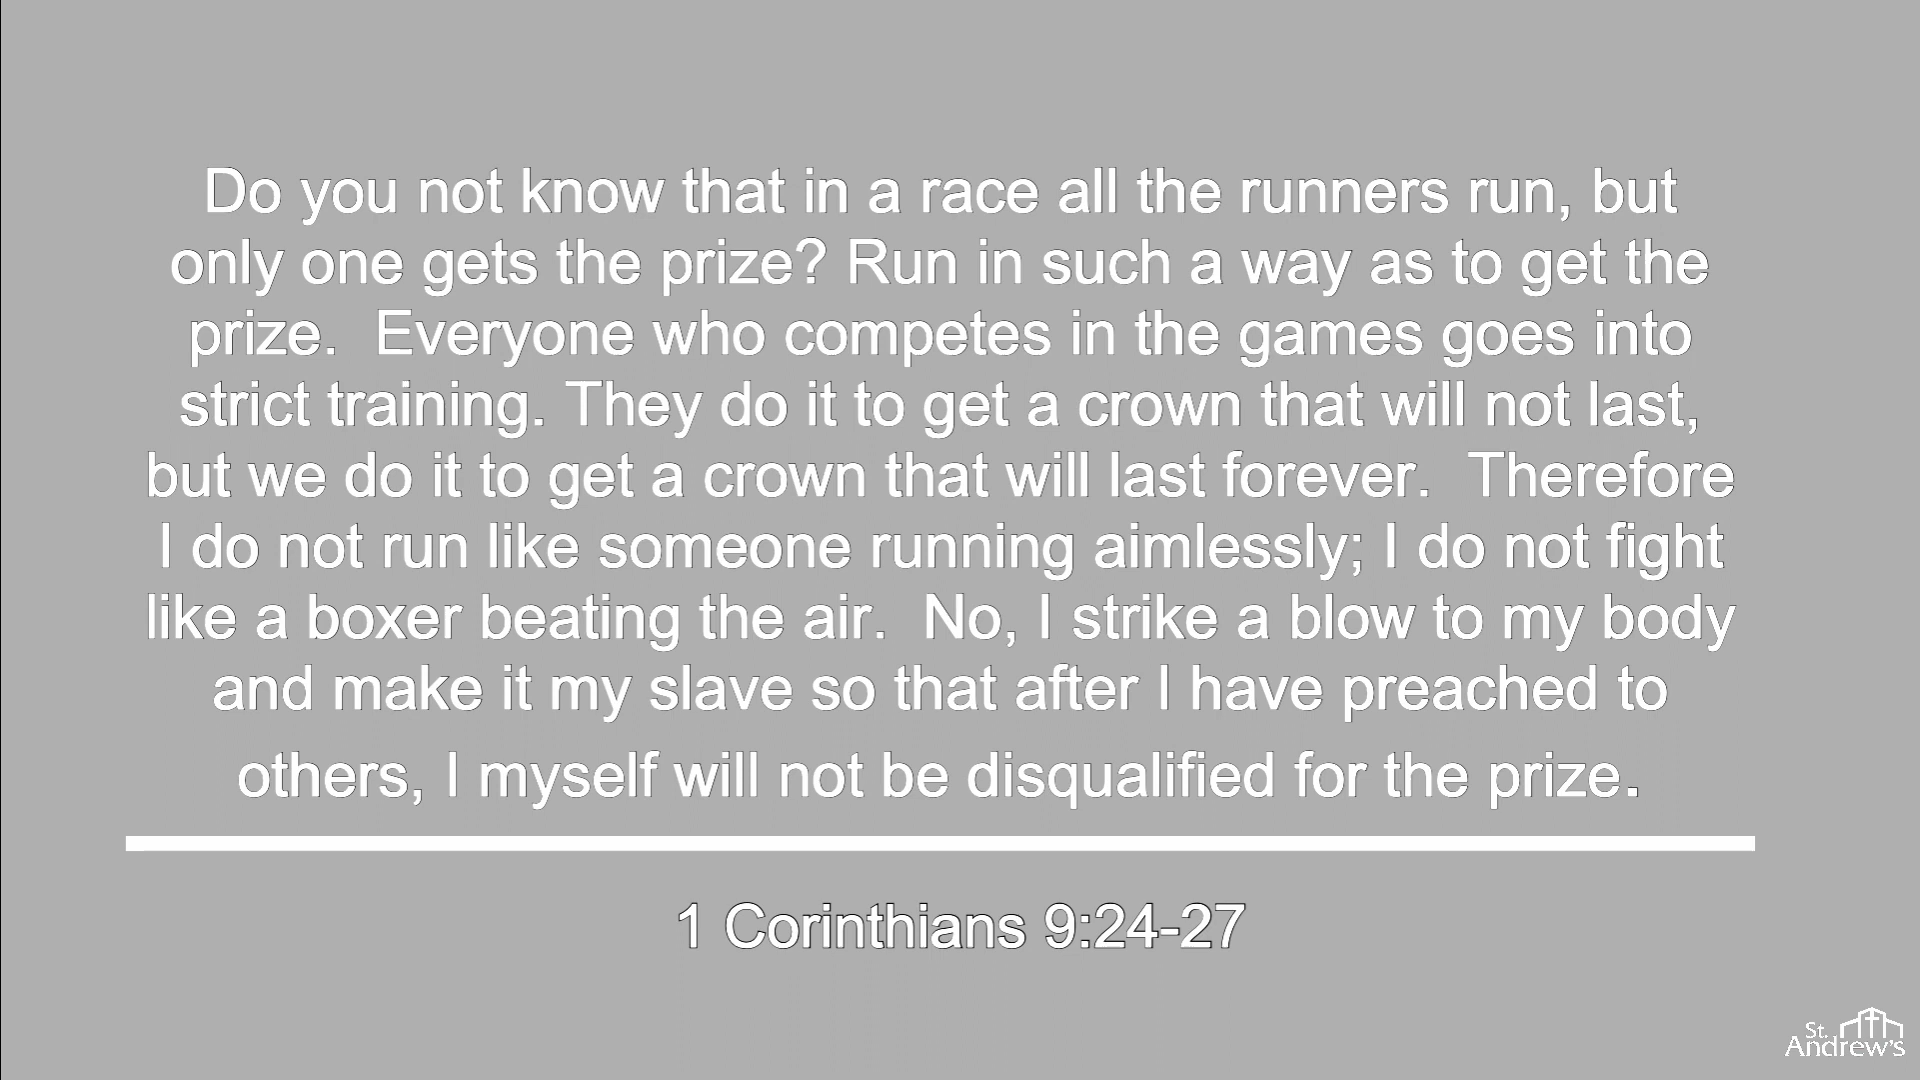 Do you not know that in a race all the runners run, but
only one gets the prize? Run in such a way as to get the
prize.  Everyone who competes in the games goes into
strict training. They do it to get a crown that will not last,
but we do it to get a crown that will last forever.  Therefore
I do not run like someone running aimlessly; I do not fight
like a boxer beating the air.  No, I strike a blow to my body
and make it my slave so that after I have preached to
others, I myself will not be disqualified for the prize.
1 Corinthians 9:24-27
St.
Andrew's